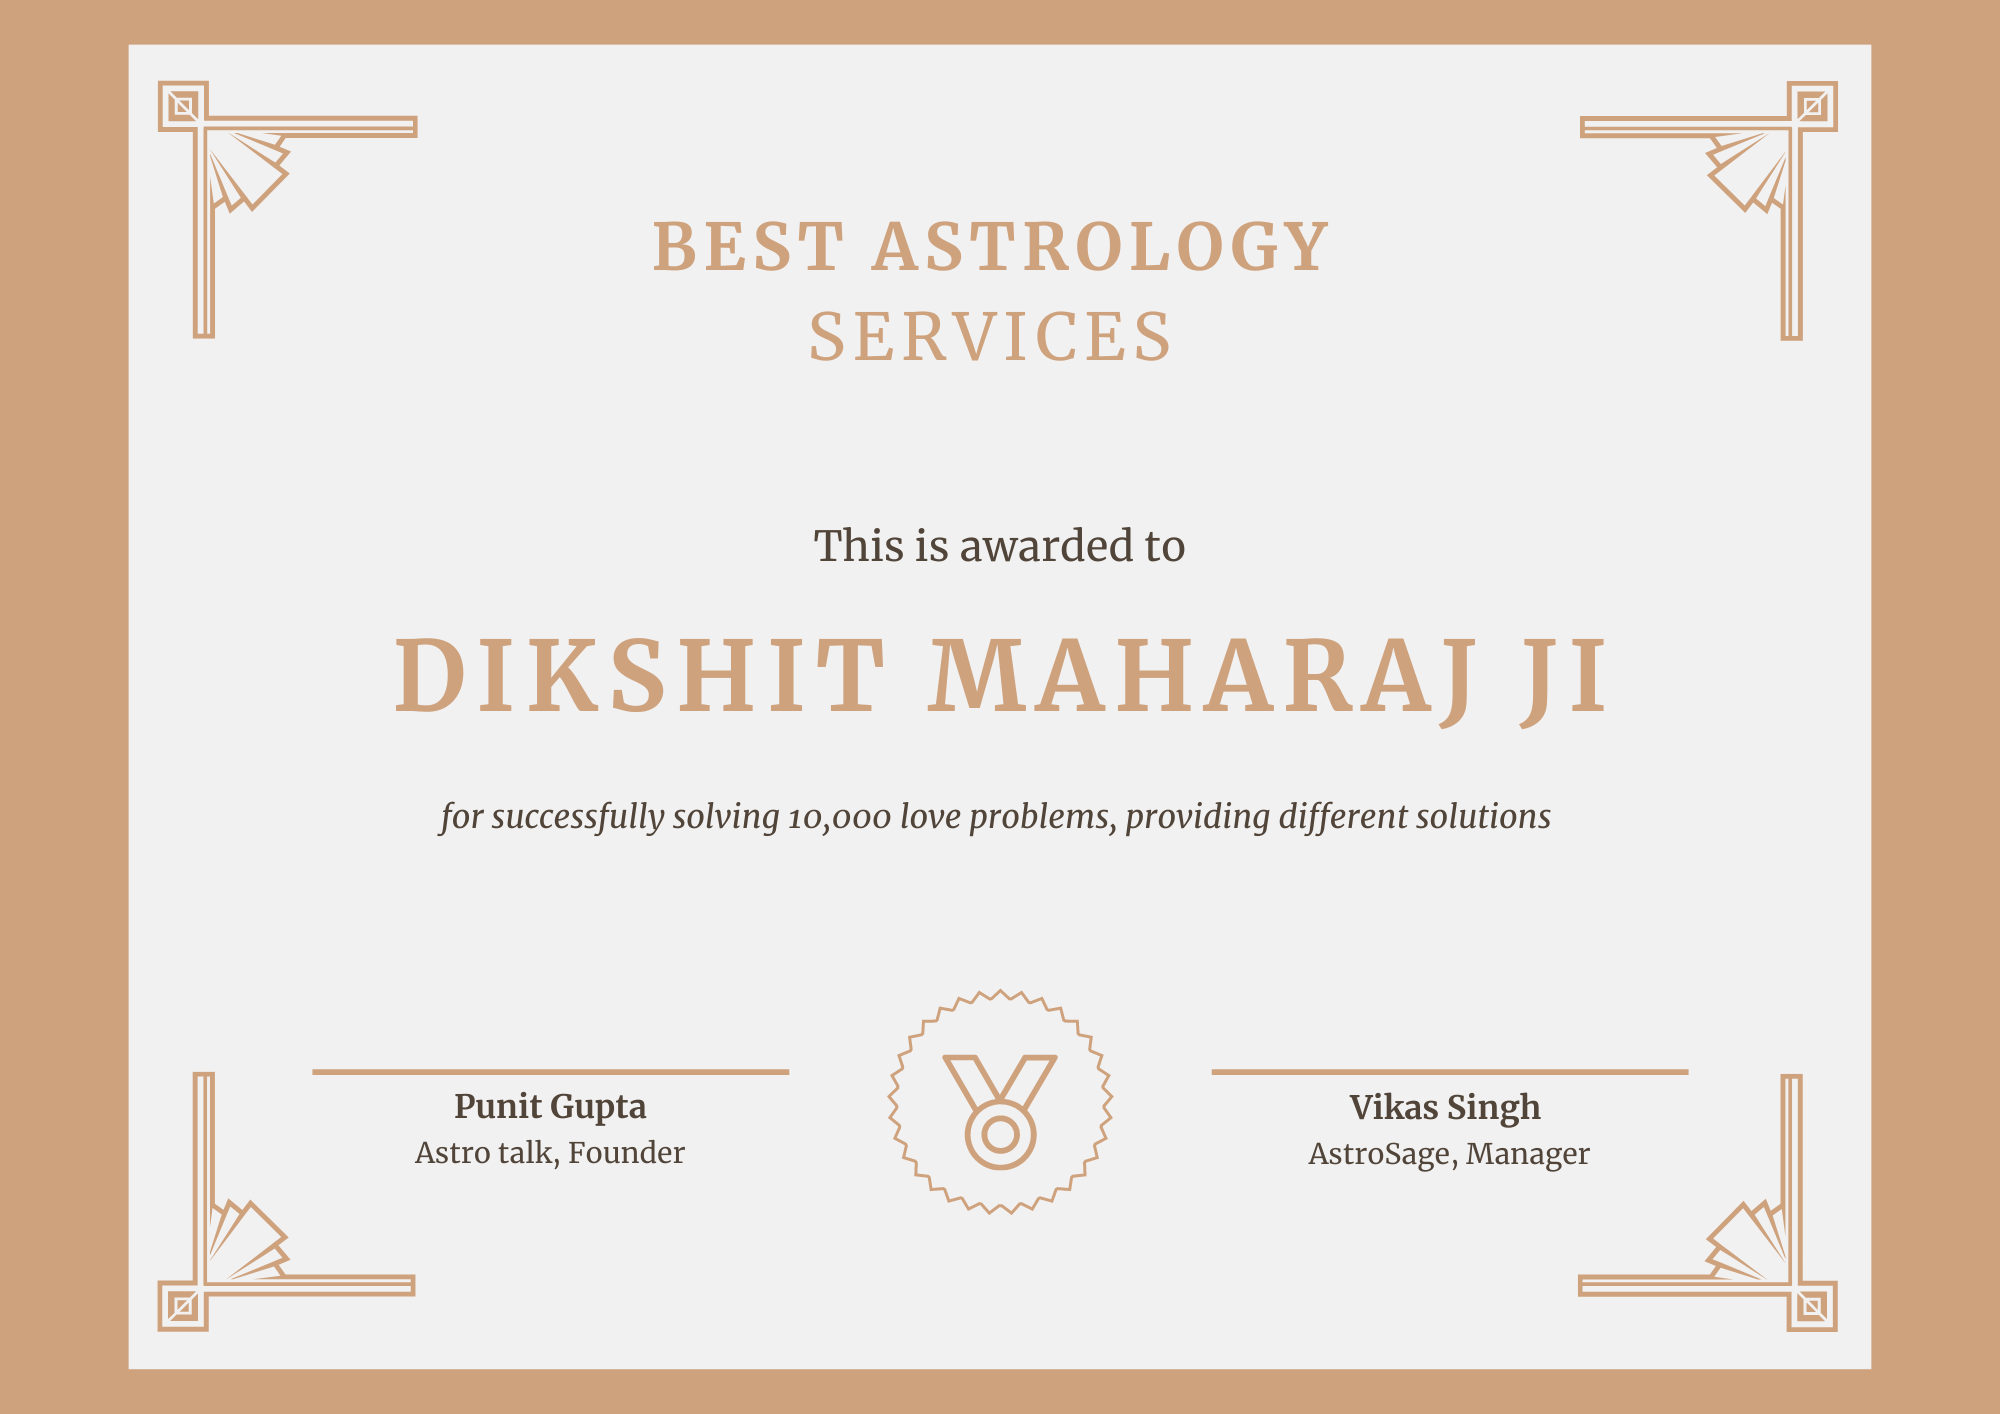 BEST ASTROLOGY
SERVICES
This is awarded to
DIKSHIT MAHARAJ JI
for successfully solving 10,000 love problems, providing different solutions
Punit Gupta
Astro talk, Founder
Vikas Singh
AstroSage, Manager